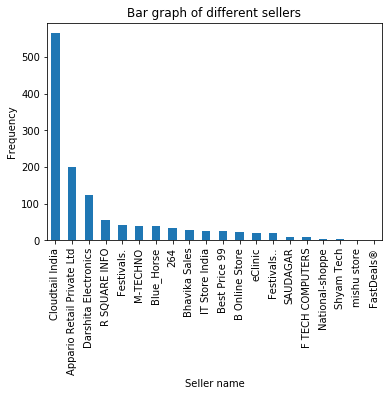 Bar graph of different sellers
Frequency
500
400
300
200
100
0
Cloudtail India
Appario Retail Private Ltd
Darshita Electronics
R SQUARE INFO
Festivals.
M-TECHNO
Blue_Horse
264
Bhavika Sales
IT Store India
Best Price 99
B Online Store
eClinic
Festivals..
SAUDAGAR
F TECH COMPUTERS
National-shoppe
Shyam Tech
mishu store
FastDeals®
Seller name